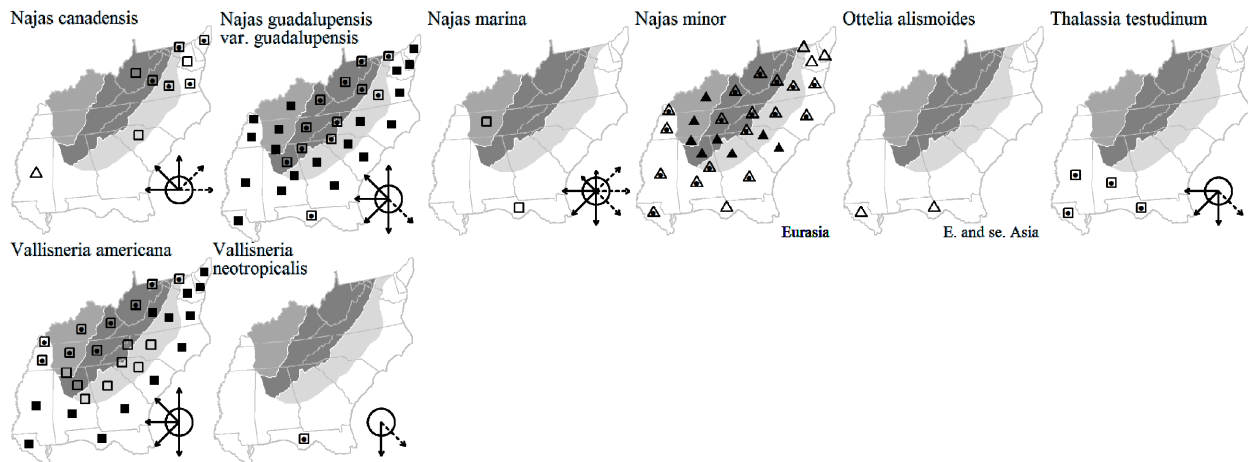 Najas canadensis
Najas guadalupensis
var. guadalupensis
Najas marina
Najas minor
Eurasia
Ottelia alismoides
E. and se. Asia
Thalassia testudinum
Vallisneria americana
Vallisneria
neotropicalis